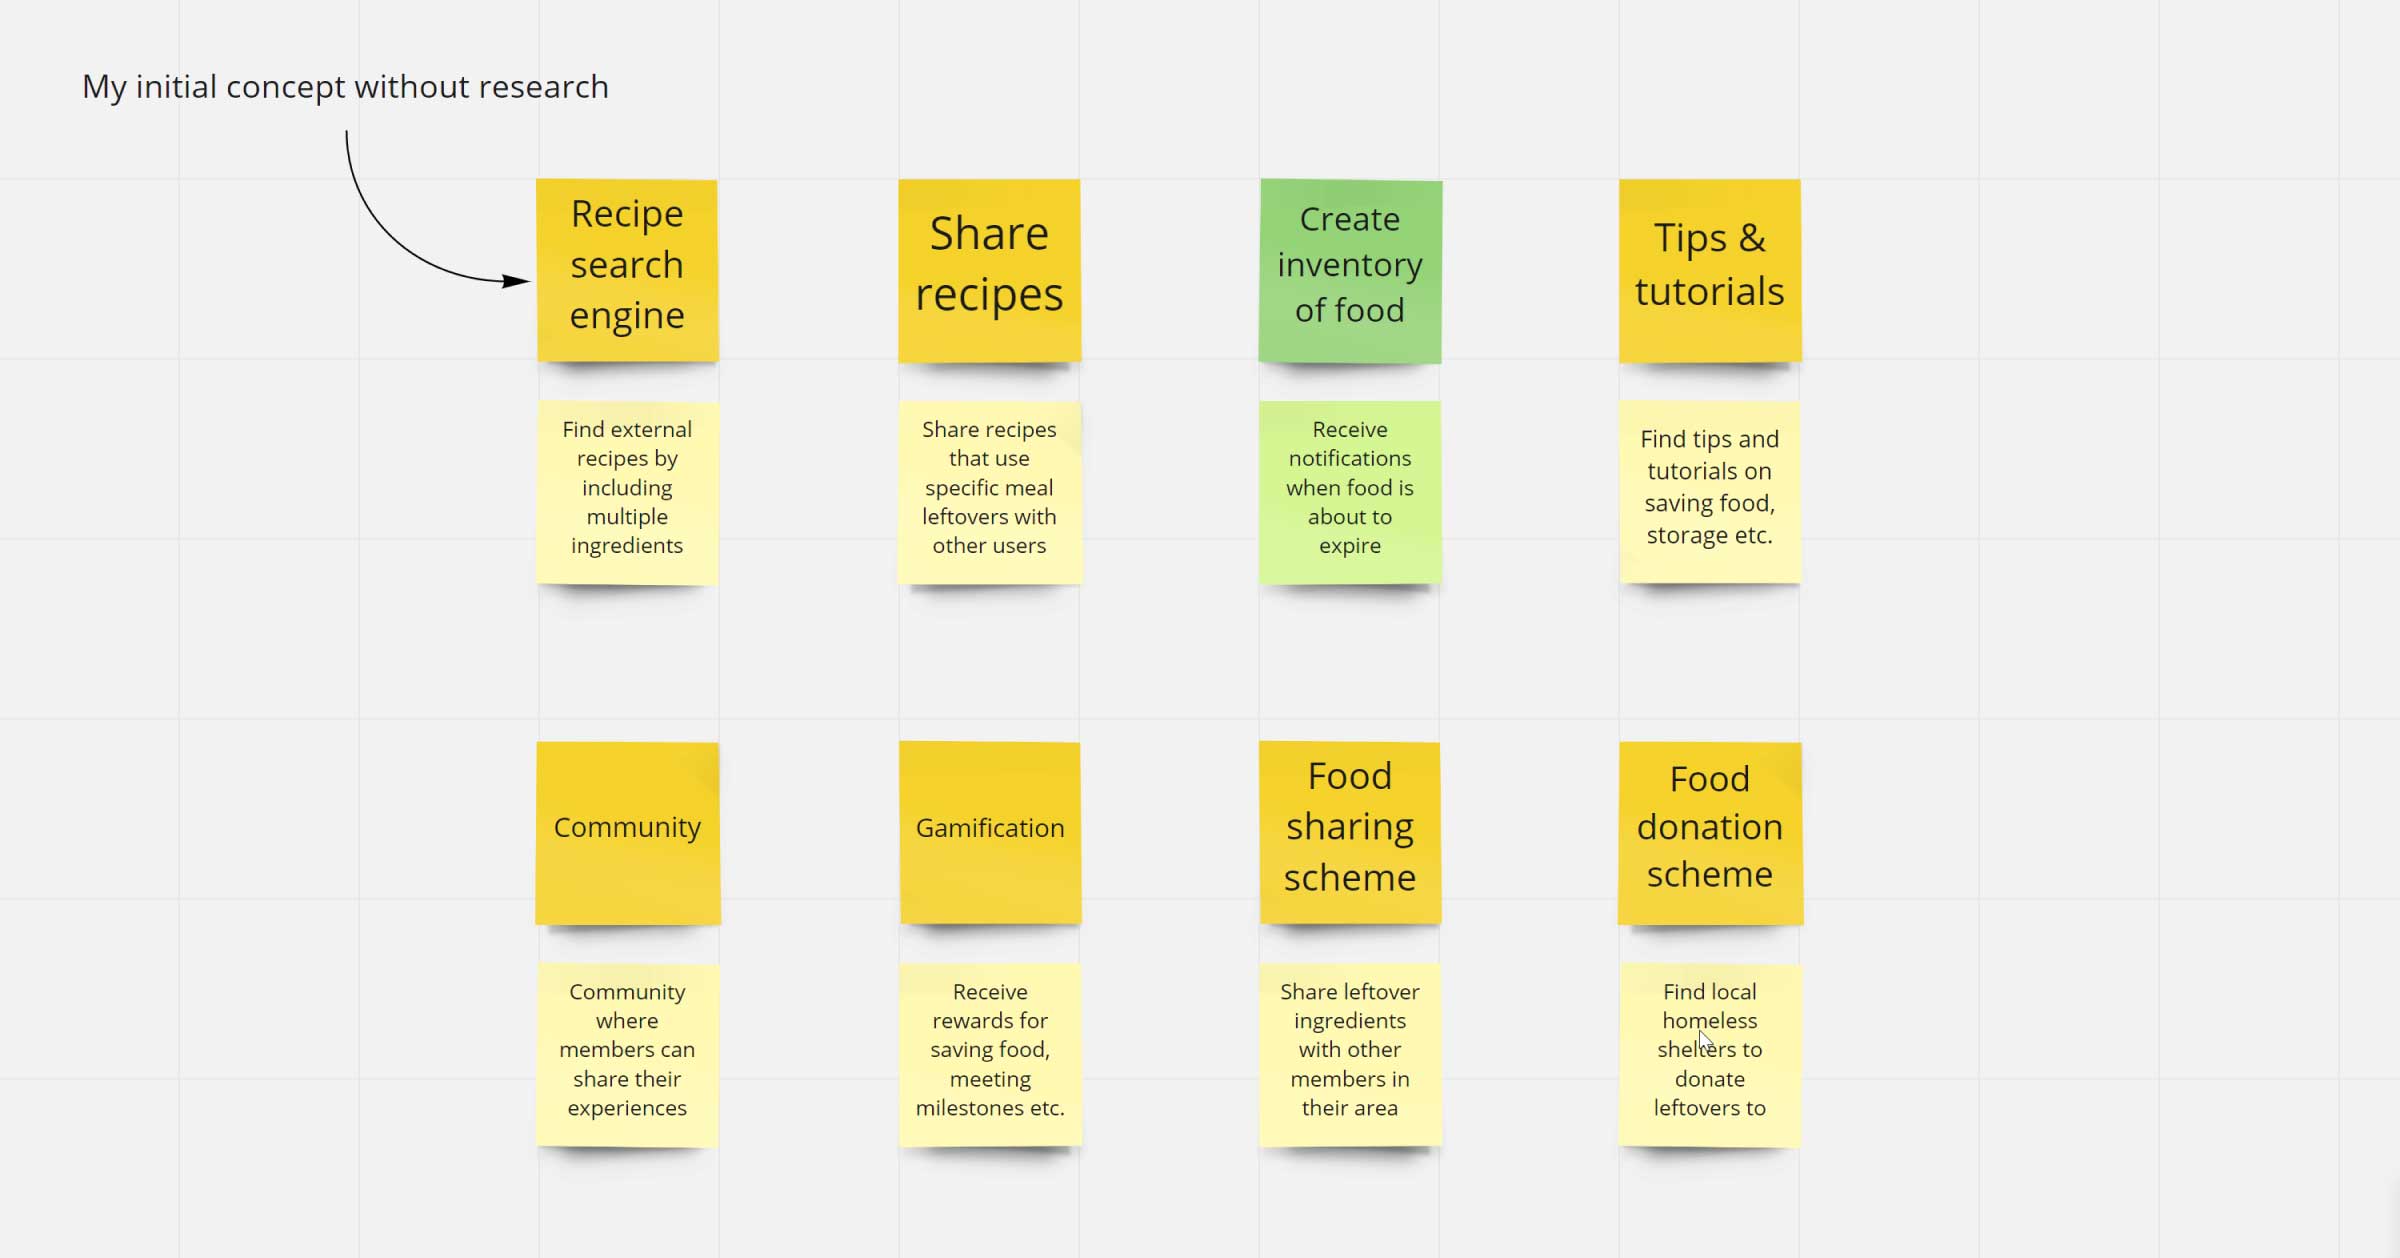 My initial concept without research
Recipe
search
engine
Share
recipes
Create
inventory
of food
Tips &
tutorials
Find external
recipes by
including
multiple
ingredients
Share recipes
that use
specific meal
leftovers with
other users
Receive
notifications
when food is
about to
expire
Find tips and
tutorials on
saving food,
storage etc.
Community
Gamification
Food
sharing
scheme
Food
donation
scheme
Community
where
members can
share their
experiences
Receive
rewards for
saving food,
meeting
milestones etc.
Share leftover
ingredients
with other
members in
their area
Find local
homeless
shelters to
donate
leftovers to